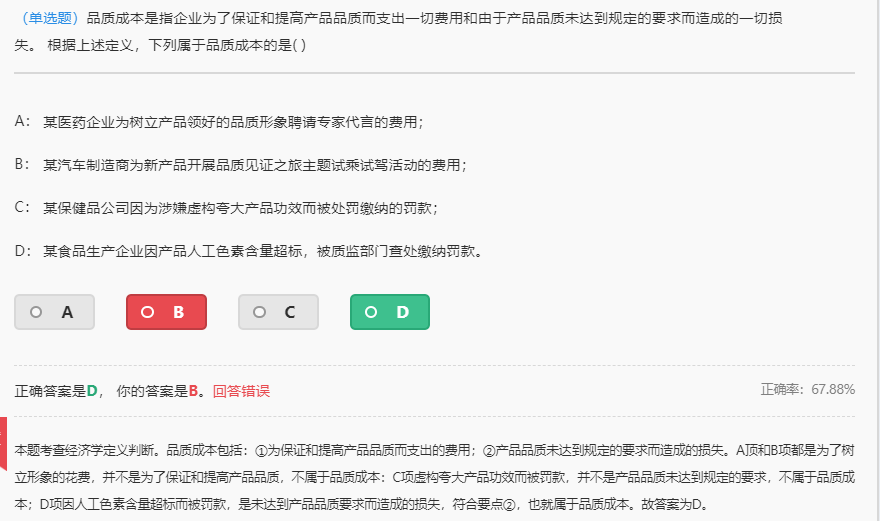 （单选题）品质成本是指企业为了保证和提高产品品质而支出一切费用和由于产品品质未达到规定的要求而造成的一切损
失。 根据上述定义，下列属于品质成本的是( )
A： 某医药企业为树立产品领好的品质形象聘请专家代言的费用；
B： 某汽车制造商为新产品开展品质见证之旅主题试乘试驾活动的费用；
C： 某保健品公司因为涉嫌虚构夸大产品功效而被处罚缴纳的罚款；
D： 某食品生产企业因产品人工色素含量超标，被质监部门查处缴纳罚款。
A B C D
正确答案是D， 你的答案是B。回答错误 正确率：67.88%
本题考查经济学定义判断。品质成本包括：①为保证和提高产品品质而支出的费用；②产品品质未达到规定的要求而造成的损失。A顶和B项都是为了树
立形象的花费，并不是为了保证和提高产品品质，不属于品质成本：C项虚构夸大产品功效而被罚款，并不是产品品质未达到规定的要求，不属于品质成
本；D项因人工色素含量超标而被罚款，是未达到产品品质要求而造成的损失，符合要点②，也就属于品质成本。故答案为D。